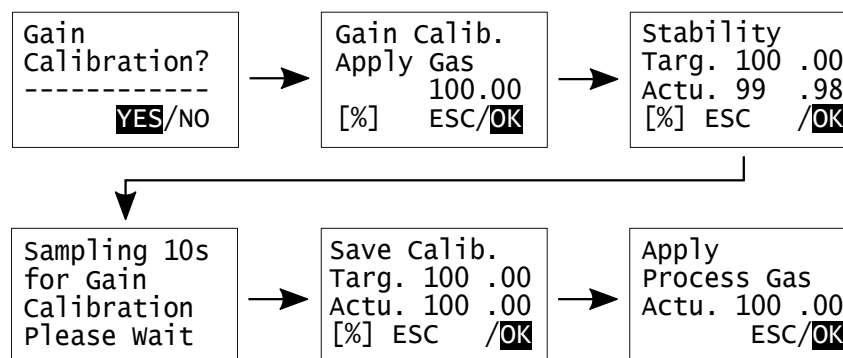 Gain
Calibration?
------------
YES/NO
Gain Calib.
Apply Gas
100.00
[%] ESC/OK
Stability
Targ. 100 .00
Actu. 99 .98
[%] ESC /OK
Sampling 10s
for Gain
Calibration
Please Wait
Save Calib.
Targ. 100 .00
Actu. 100 .00
[%] ESC /OK
Apply
Process Gas
Actu. 100 .00
ESC/OK